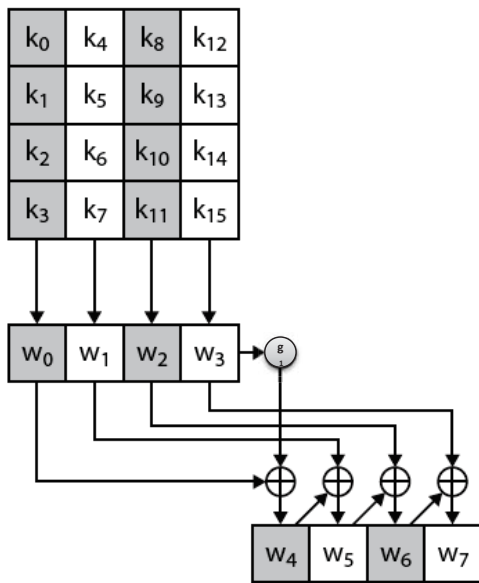 k₀ k₄ k₈ k₁₂
k₁ k₅ k₉ k₁₃
k₂ k₆ k₁₀ k₁₄
k₃ k₇ k₁₁ k₁₅
w₀ w₁ w₂ w₃ g
w₄ w₅ w₆ w₇